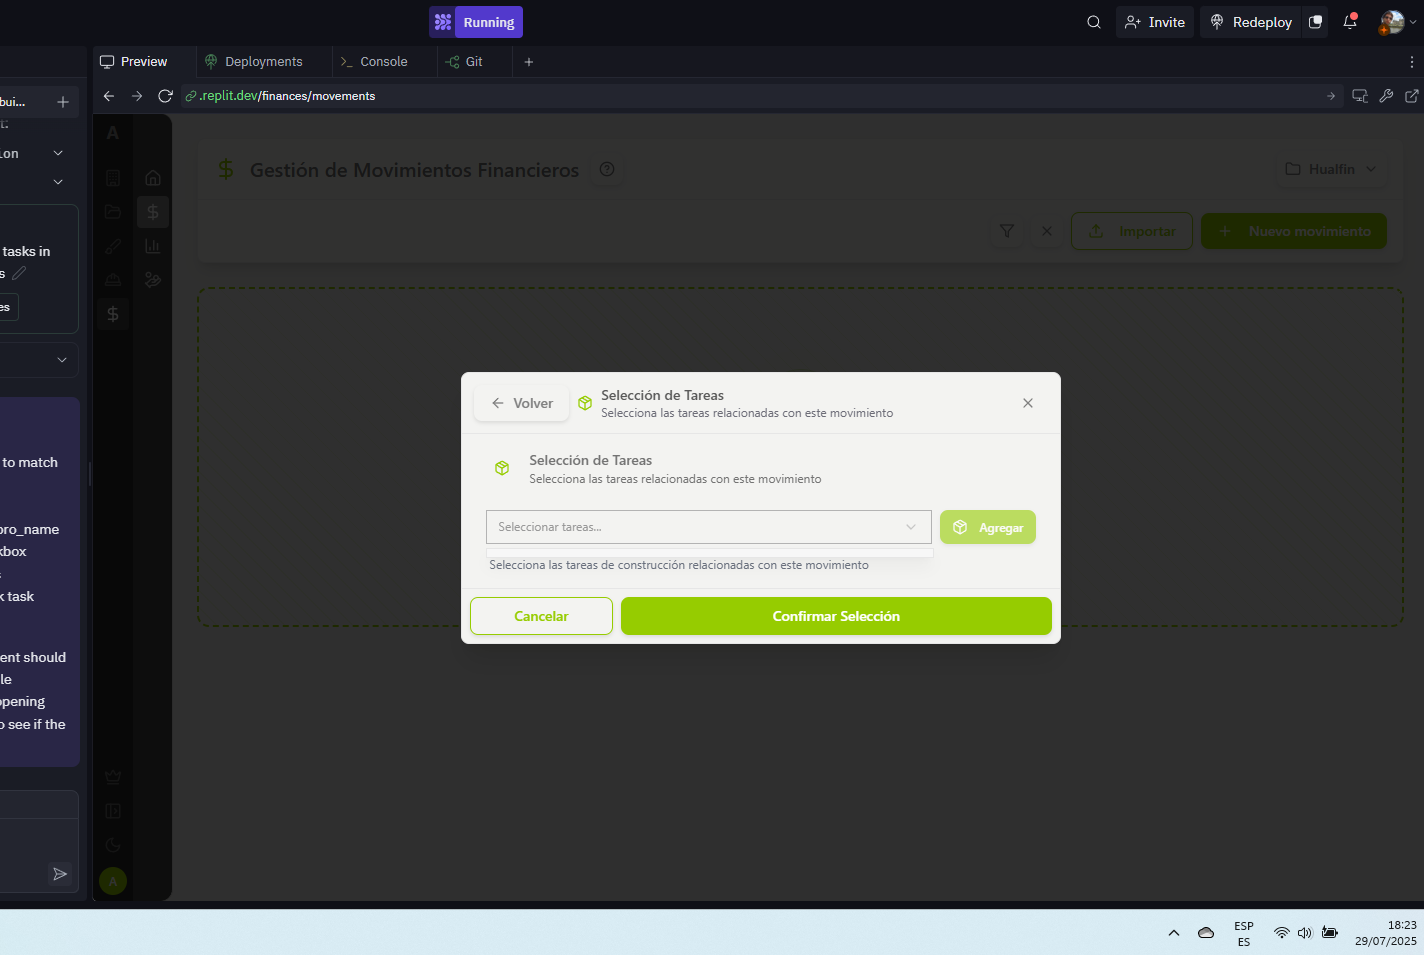 Running
Invite
Redeploy
Preview
Deployments
Console
Git
.replit.dev/finances/movements
bui...
ion
tasks in
s
es
to match
pro_name
kbox
k task
ent should
le
opening
o see if the
A
Gestión de Movimientos Financieros
Hualfin
Importar
Nuevo movimiento
Volver
Selección de Tareas
Selecciona las tareas relacionadas con este movimiento
Selección de Tareas
Selecciona las tareas relacionadas con este movimiento
Seleccionar tareas...
Agregar
Selecciona las tareas de construcción relacionadas con este movimiento
Cancelar
Confirmar Selección
A
ESP
ES
18:23
29/07/2025